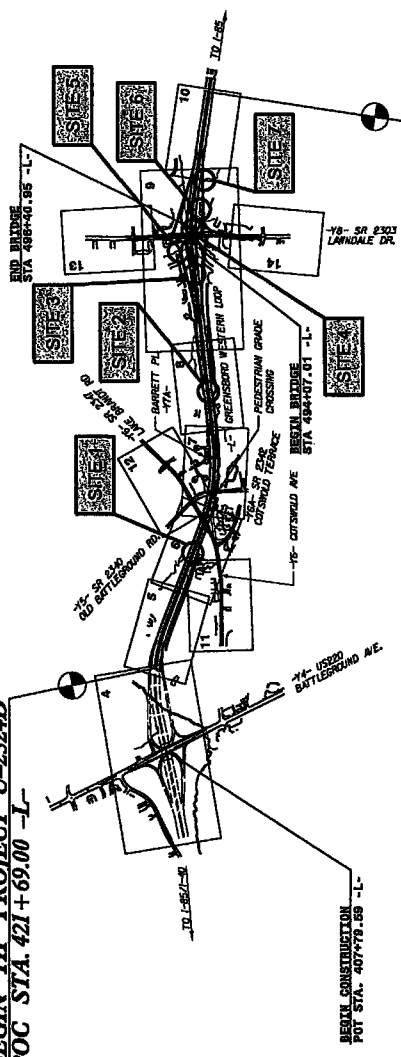 BEGIN TIP PROJECT U-2524D
POC STA. 421+69.00 -L-
TO I-85/I-40
BEGIN CONSTRUCTION
POT STA. 407+79.59 -L-
4
-Y4- US220
BATTLEGROUND AVE.
5
-Y5- SR 2340
OLD BATTLEGROUND RD.
SITE 1
6
11
-Y5- COTSWOLD AVE
12
-Y6- SR 2347
LAKE BRANDT RD
-Y6A- SR 2342
COTSWOLD TERRACE
BARRETT PL
-Y7A-
7
-L-
PEDESTRIAN GRADE
CROSSING
SITE 2
8
GREENSBORO WESTERN LOOP
SITE 3
BEGIN BRIDGE
STA 494+07.01 -L-
END BRIDGE
STA 498+40.95 -L-
13
9
14
SITE 4
-Y8- SR 2303
LAWNDALE DR.
SITE 5
SITE 6
SITE 7
10
TO I-85